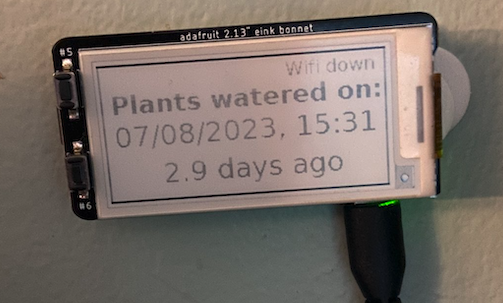 adafruit 2.13" eink bonnet
#5
Wifi down
Plants watered on:
07/08/2023, 15:31
2.9 days ago
#6